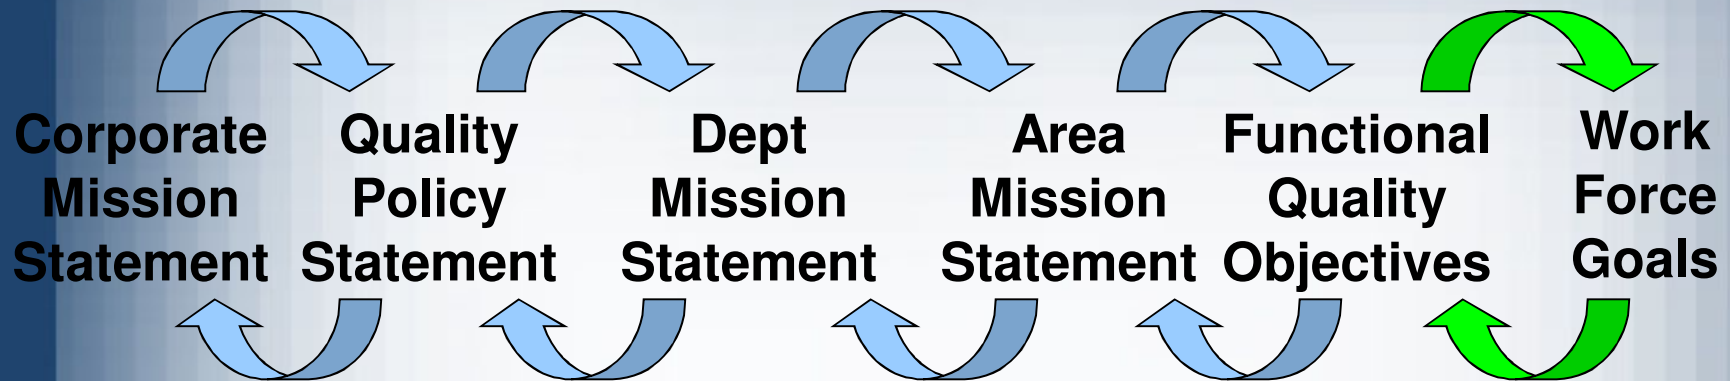 Corporate
Mission
Statement
Quality
Policy
Statement
Dept
Mission
Statement
Area
Mission
Statement
Functional
Quality
Objectives
Work
Force
Goals